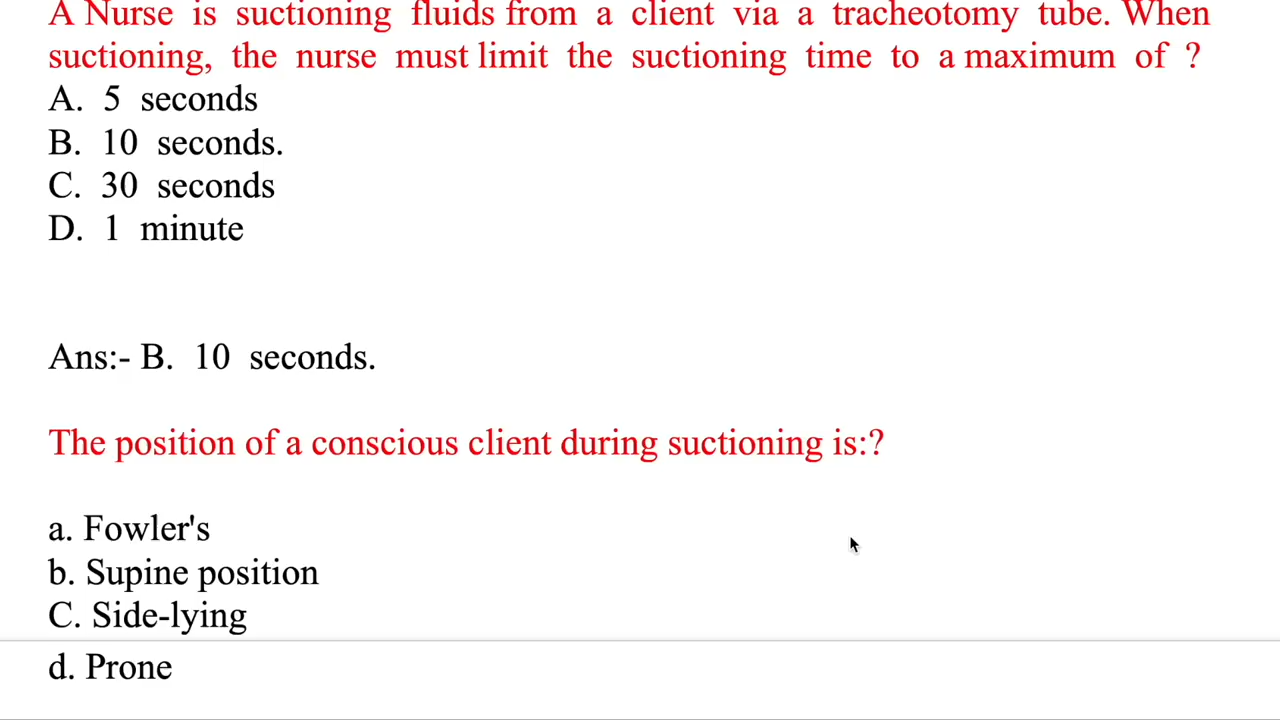 A Nurse is suctioning fluids from a client via a tracheotomy tube. When
suctioning, the nurse must limit the suctioning time to a maximum of ?
A. 5 seconds
B. 10 seconds.
C. 30 seconds
D. 1 minute
Ans:- B. 10 seconds.
The position of a conscious client during suctioning is:?
a. Fowler's
b. Supine position
C. Side-lying
d. Prone